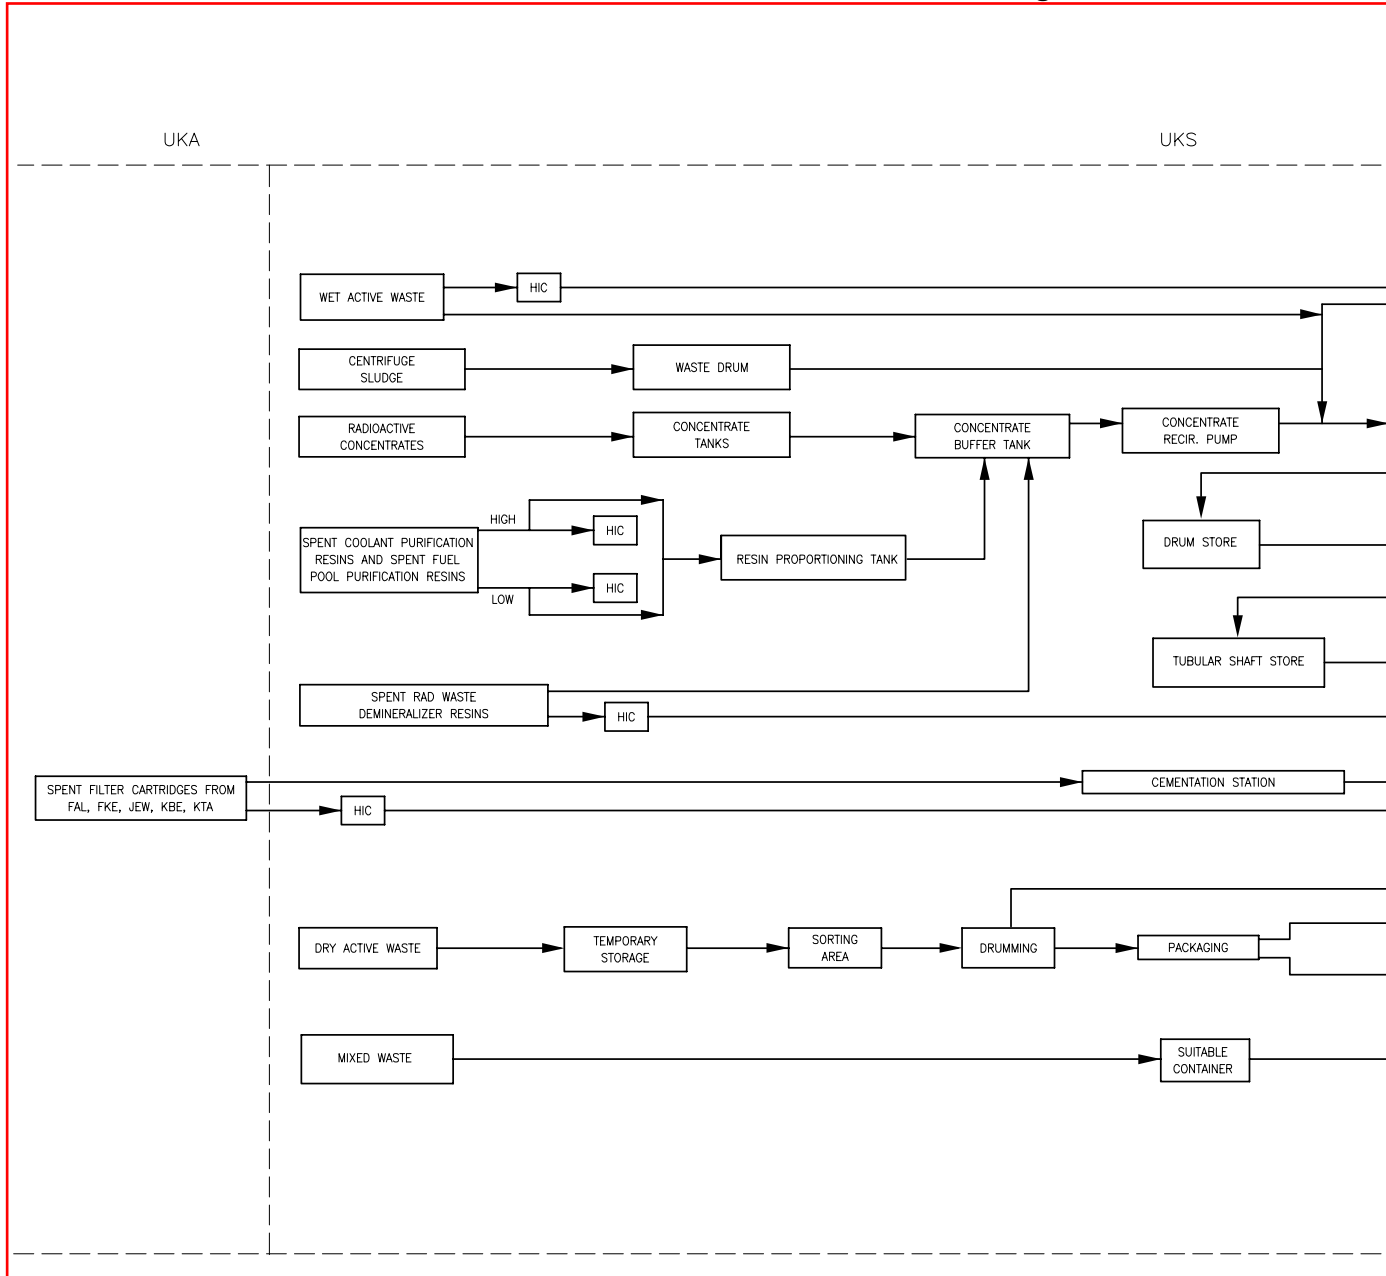 UKA
UKS
WET ACTIVE WASTE
HIC
CENTRIFUGE
SLUDGE
WASTE DRUM
RADIOACTIVE
CONCENTRATES
CONCENTRATE
TANKS
CONCENTRATE
BUFFER TANK
CONCENTRATE
RECIR. PUMP
HIGH
SPENT COOLANT PURIFICATION
RESINS AND SPENT FUEL
POOL PURIFICATION RESINS
LOW
HIC
HIC
RESIN PROPORTIONING TANK
DRUM STORE
TUBULAR SHAFT STORE
SPENT RAD WASTE
DEMINERALIZER RESINS
HIC
SPENT FILTER CARTRIDGES FROM
FAL, FKE, JEW, KBE, KTA
HIC
CEMENTATION STATION
DRY ACTIVE WASTE
TEMPORARY
STORAGE
SORTING
AREA
DRUMMING
PACKAGING
MIXED WASTE
SUITABLE
CONTAINER